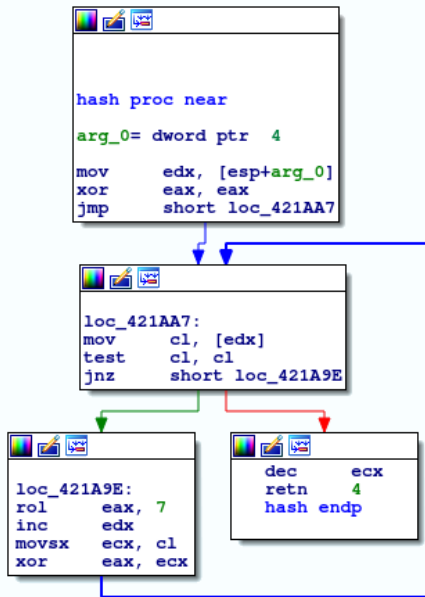 hash proc near
arg_0= dword ptr  4
mov     edx, [esp+arg_0]
xor     eax, eax
jmp     short loc_421AA7
loc_421AA7:
mov     cl, [edx]
test    cl, cl
jnz     short loc_421A9E
loc_421A9E:
rol     eax, 7
inc     edx
movsx   ecx, cl
xor     eax, ecx
dec     ecx
retn    4
hash endp